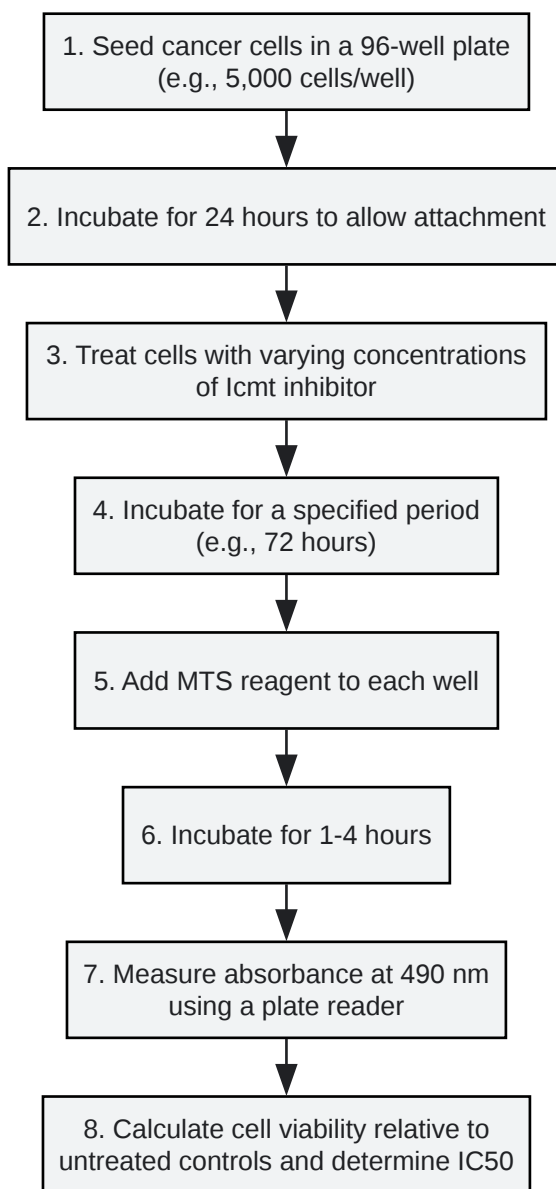 1. Seed cancer cells in a 96-well plate
(e.g., 5,000 cells/well)
2. Incubate for 24 hours to allow attachment
3. Treat cells with varying concentrations
of Icmt inhibitor
4. Incubate for a specified period
(e.g., 72 hours)
5. Add MTS reagent to each well
6. Incubate for 1-4 hours
7. Measure absorbance at 490 nm
using a plate reader
8. Calculate cell viability relative to
untreated controls and determine IC50